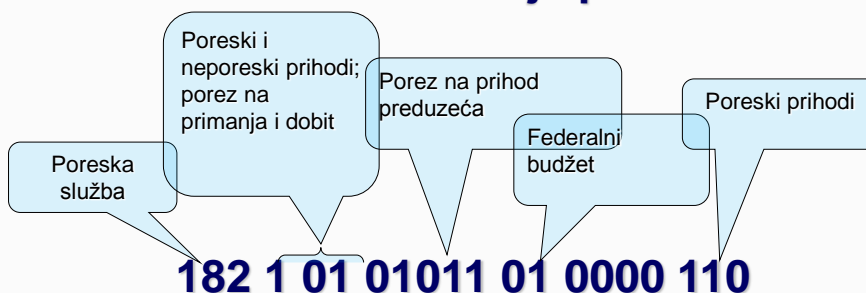 Poreski i
neporeski prihodi;
porez na
primanja i dobit
Porez na prihod
preduzeća
Poreski prihodi
Federalni
budžet
Poreska
služba
182 1 01 01011 01 0000 110